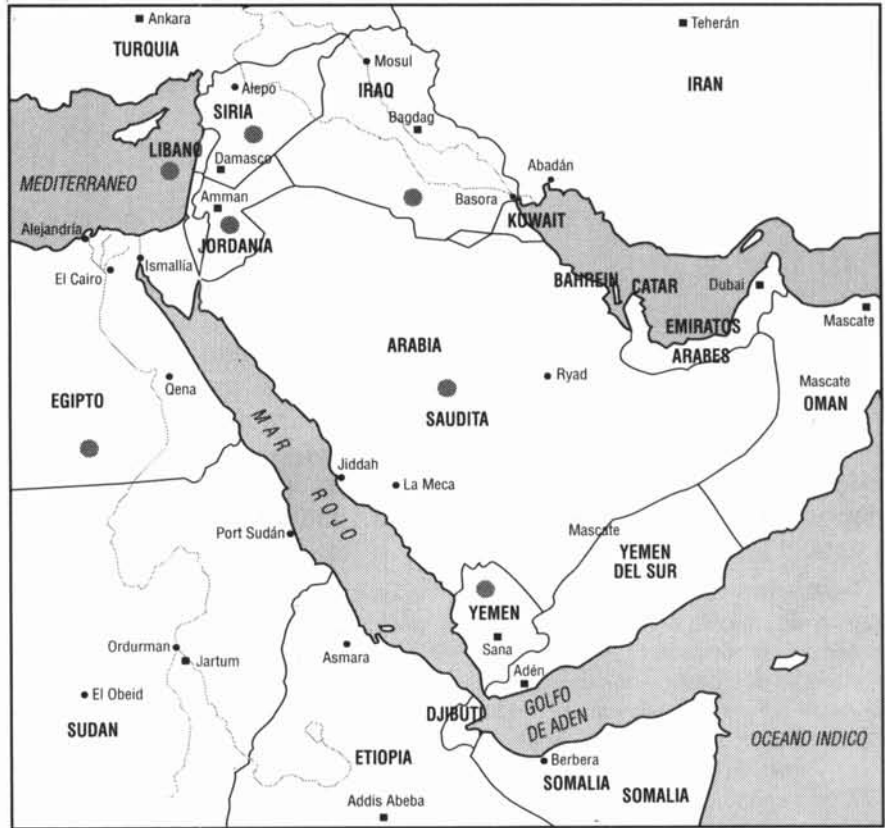 Ankara
Teherán
TURQUIA
Mosul
IRAN
Alepo
IRAQ
SIRIA
Bagdag
LIBANO
Damasco
Abadán
MEDITERRANEO
Amman
Basora
KUWAIT
Alejandría
JORDANIA
Ismallía
El Cairo
BAHREIN
CATAR
Dubai
EMIRATOS
Mascate
ARABES
ARABIA
Ryad
Qena
Mascate
EGIPTO
OMAN
SAUDITA
MAR
ROJO
Jiddah
La Meca
Port Sudán
Mascate
YEMEN
DEL SUR
YEMEN
Sana
Ordurman
Asmara
Jartum
Adén
El Obeid
DJIBUTI
GOLFO
DE ADEN
SUDAN
OCEANO INDICO
ETIOPIA
Berbera
SOMALIA
SOMALIA
Addis Abeba